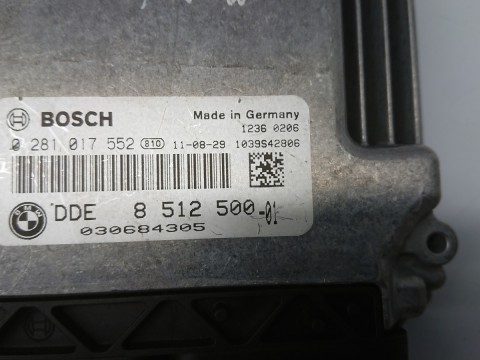 BOSCH
Made in Germany
1236 0206
0 281 017 552 810 11-08-29 1039S42806
BMW DDE 8 512 500-01
030684305